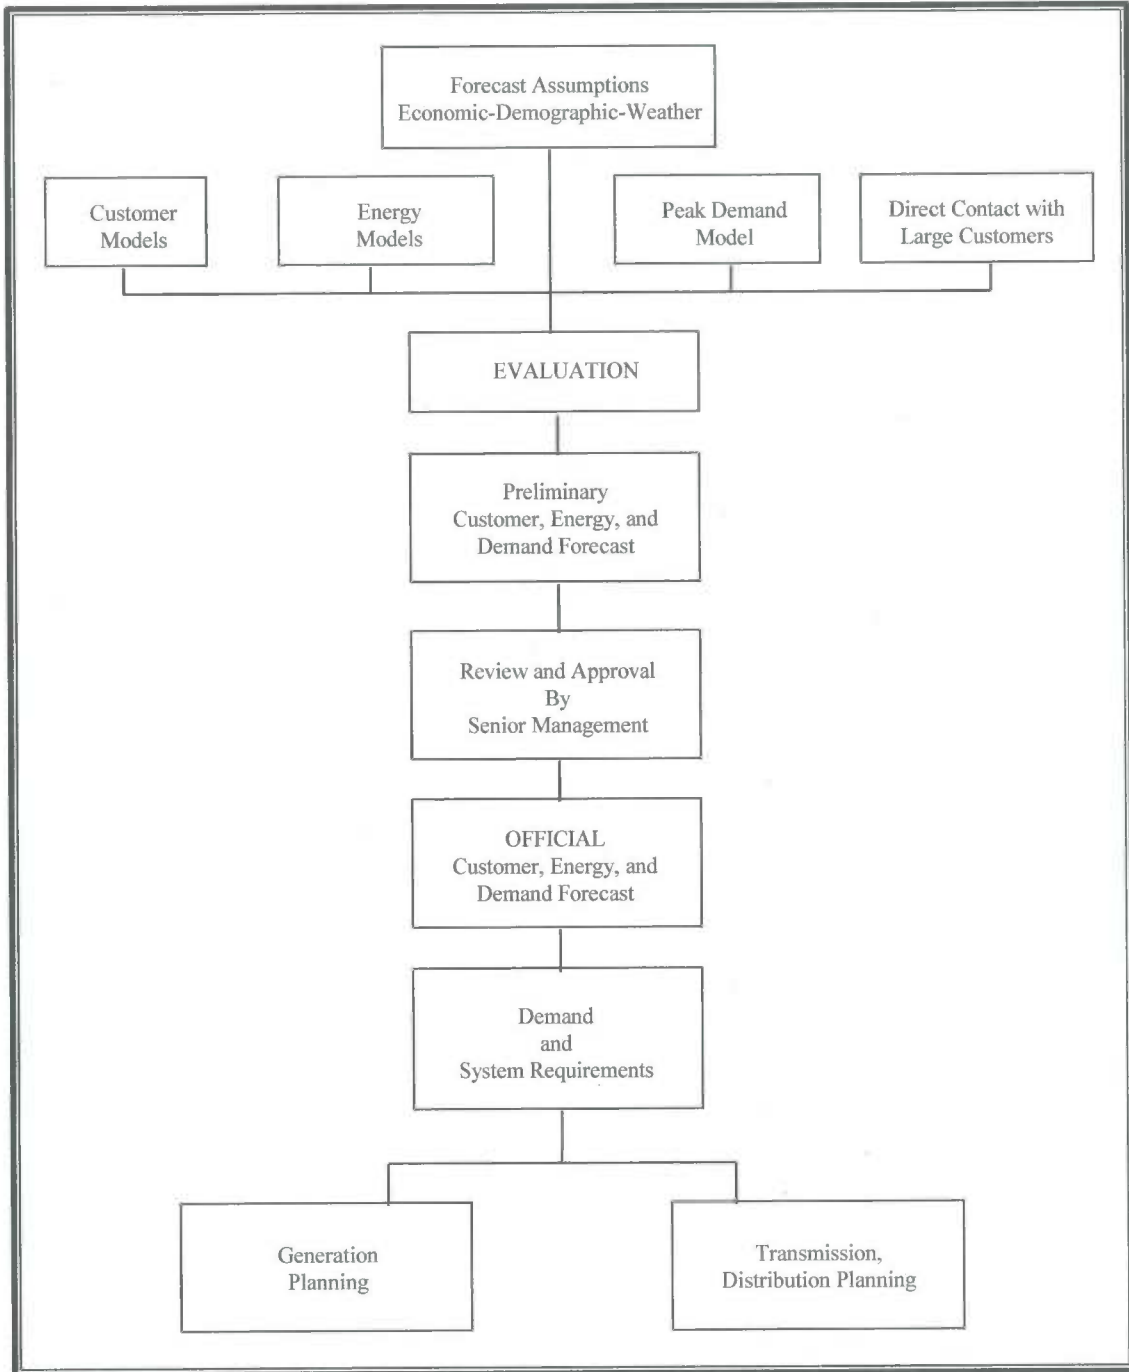 Forecast Assumptions
Economic-Demographic-Weather
Customer
Models
Energy
Models
Peak Demand
Model
Direct Contact with
Large Customers
EVALUATION
Preliminary
Customer, Energy, and
Demand Forecast
Review and Approval
By
Senior Management
OFFICIAL
Customer, Energy, and
Demand Forecast
Demand
and
System Requirements
Generation
Planning
Transmission,
Distribution Planning